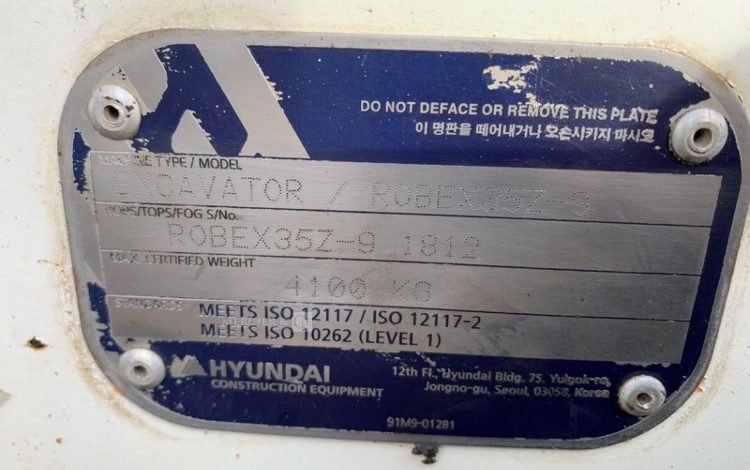 DO NOT DEFACE OR REMOVE THIS PLATE
이 명판을 떼어내거나 오손시키지 마시오
MACHINE TYPE / MODEL
EXCAVATOR / ROBEX35Z-9
ROPS/TOPS/FOG S/No.
ROBEX35Z-9 1812
MAX. CERTIFIED WEIGHT
4100 KG
STANDARDS
MEETS ISO 12117 / ISO 12117-2
MEETS ISO 10262 (LEVEL 1)
HYUNDAI
CONSTRUCTION EQUIPMENT
12th Fl., Hyundai Bldg. 75, Yulgok-ro,
Jongno-gu, Seoul, 03058, Korea
91M9-01281